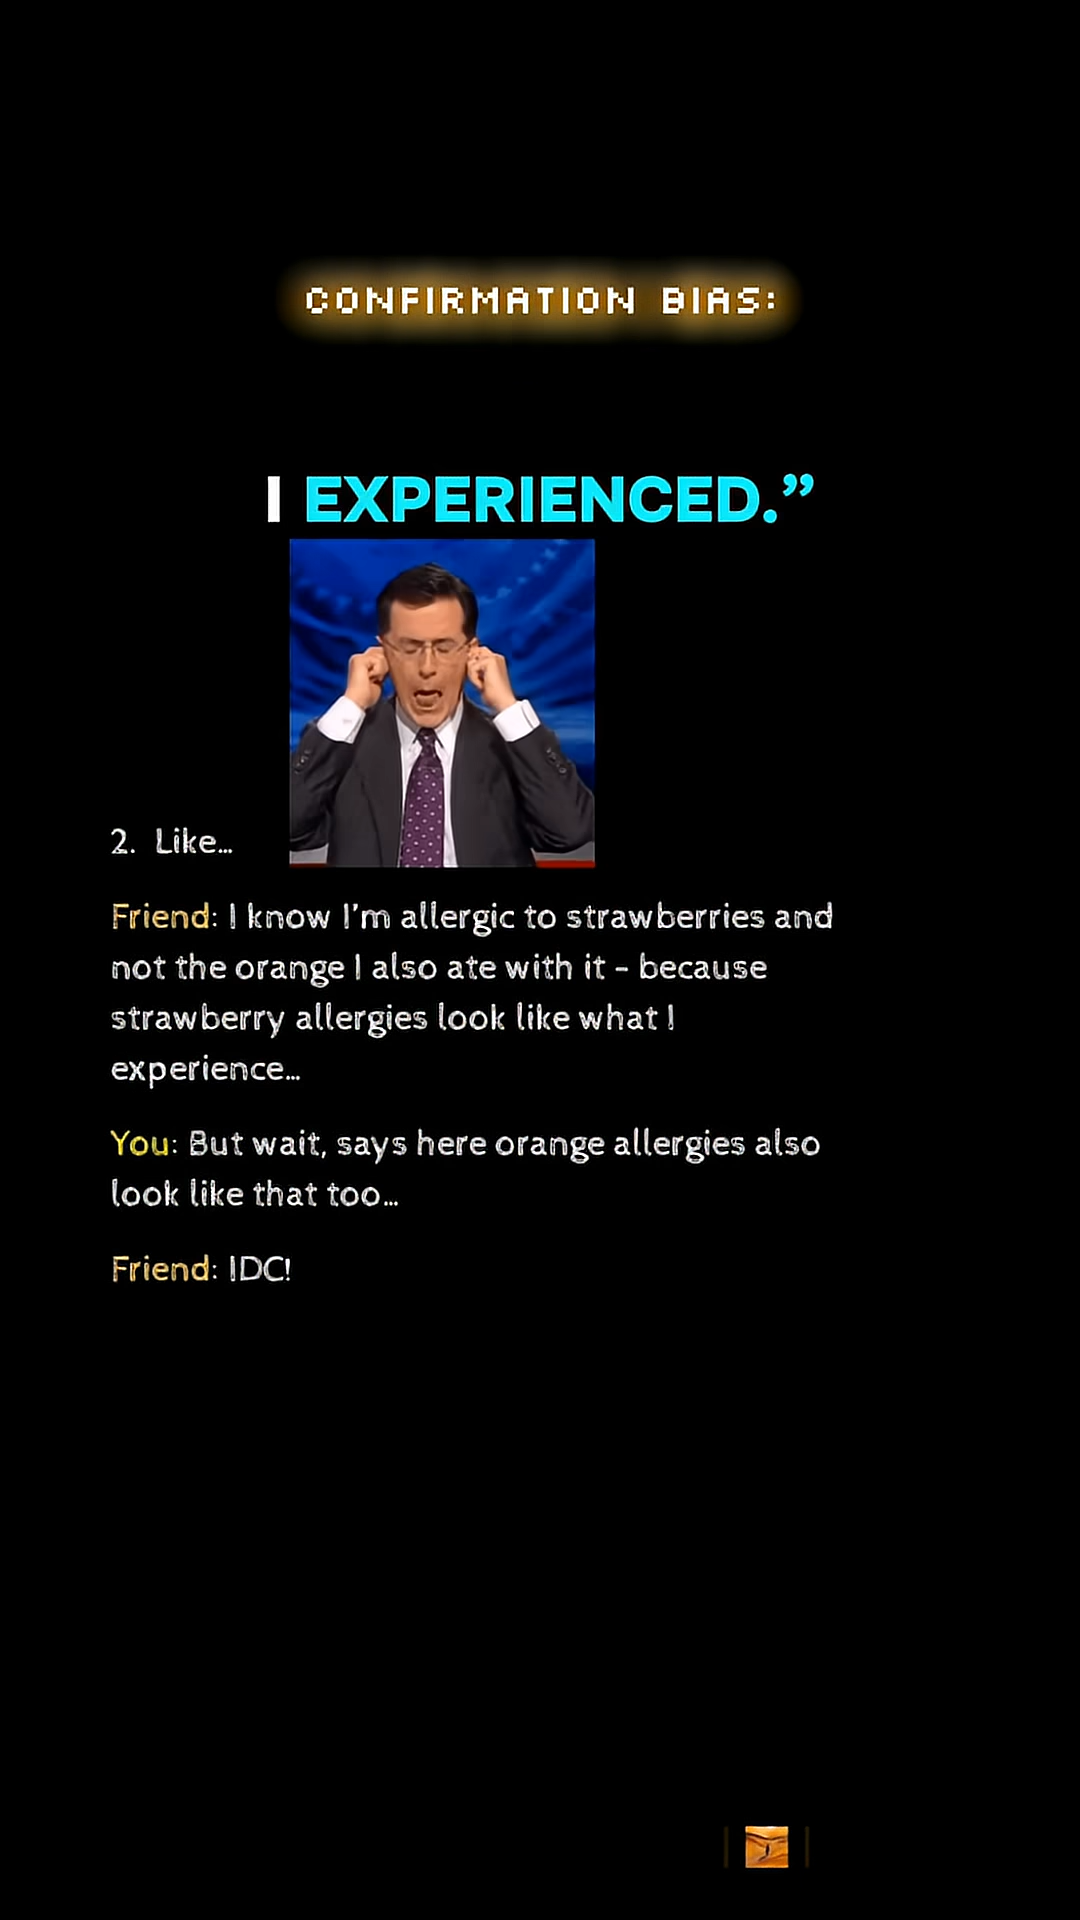 CONFIRMATION BIAS:
I EXPERIENCED.”
2. Like...
Friend: I know I’m allergic to strawberries and
not the orange I also ate with it - because
strawberry allergies look like what I
experience...
You: But wait, says here orange allergies also
look like that too...
Friend: IDC!